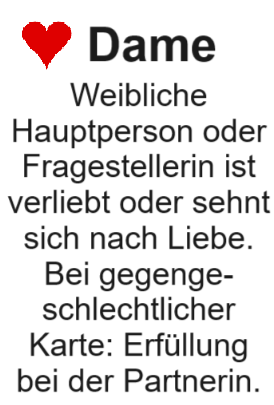 Dame
Weibliche
Hauptperson oder
Fragestellerin ist
verliebt oder sehnt
sich nach Liebe.
Bei gegenge-
schlechtlicher
Karte: Erfüllung
bei der Partnerin.